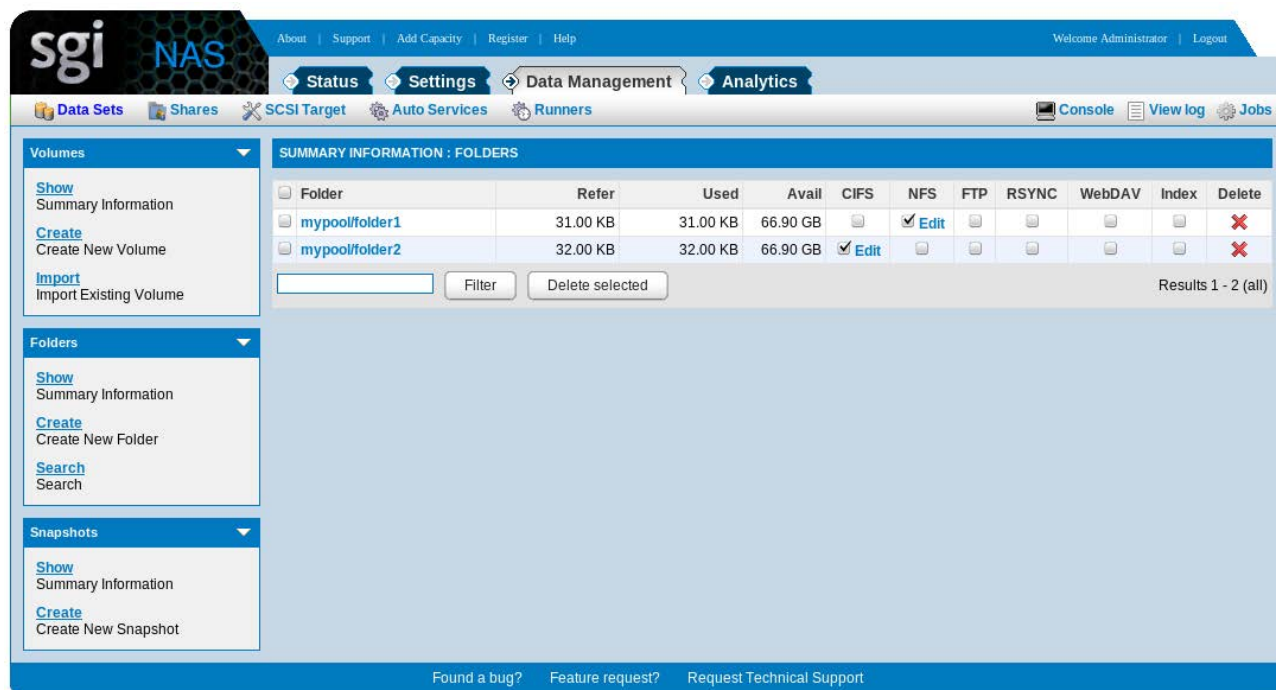 sgi NAS
About | Support | Add Capacity | Register | Help
Welcome Administrator | Logout
Status Settings Data Management Analytics
Data Sets Shares SCSI Target Auto Services Runners
Console View log Jobs
Volumes
Show
Summary Information
Create
Create New Volume
Import
Import Existing Volume
Folders
Show
Summary Information
Create
Create New Folder
Search
Search
Snapshots
Show
Summary Information
Create
Create New Snapshot
SUMMARY INFORMATION : FOLDERS
Folder Refer Used Avail CIFS NFS FTP RSYNC WebDAV Index Delete
mypool/folder1 31.00 KB 31.00 KB 66.90 GB Edit
mypool/folder2 32.00 KB 32.00 KB 66.90 GB Edit
Filter Delete selected Results 1 - 2 (all)
Found a bug? Feature request? Request Technical Support